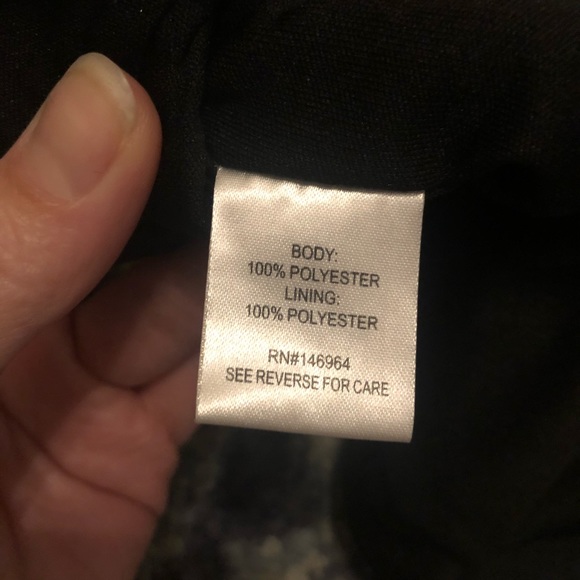 BODY:
100% POLYESTER
LINING:
100% POLYESTER
RN#146964
SEE REVERSE FOR CARE